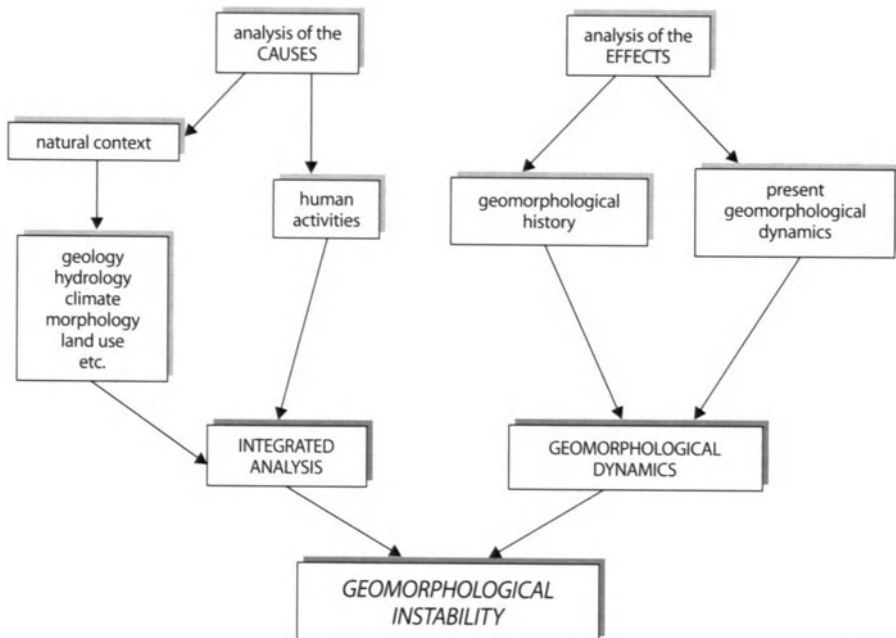 analysis of the
CAUSES
analysis of the
EFFECTS
natural context
human
activities
geomorphological
history
present
geomorphological
dynamics
geology
hydrology
climate
morphology
land use
etc.
INTEGRATED
ANALYSIS
GEOMORPHOLOGICAL
DYNAMICS
GEOMORPHOLOGICAL
INSTABILITY